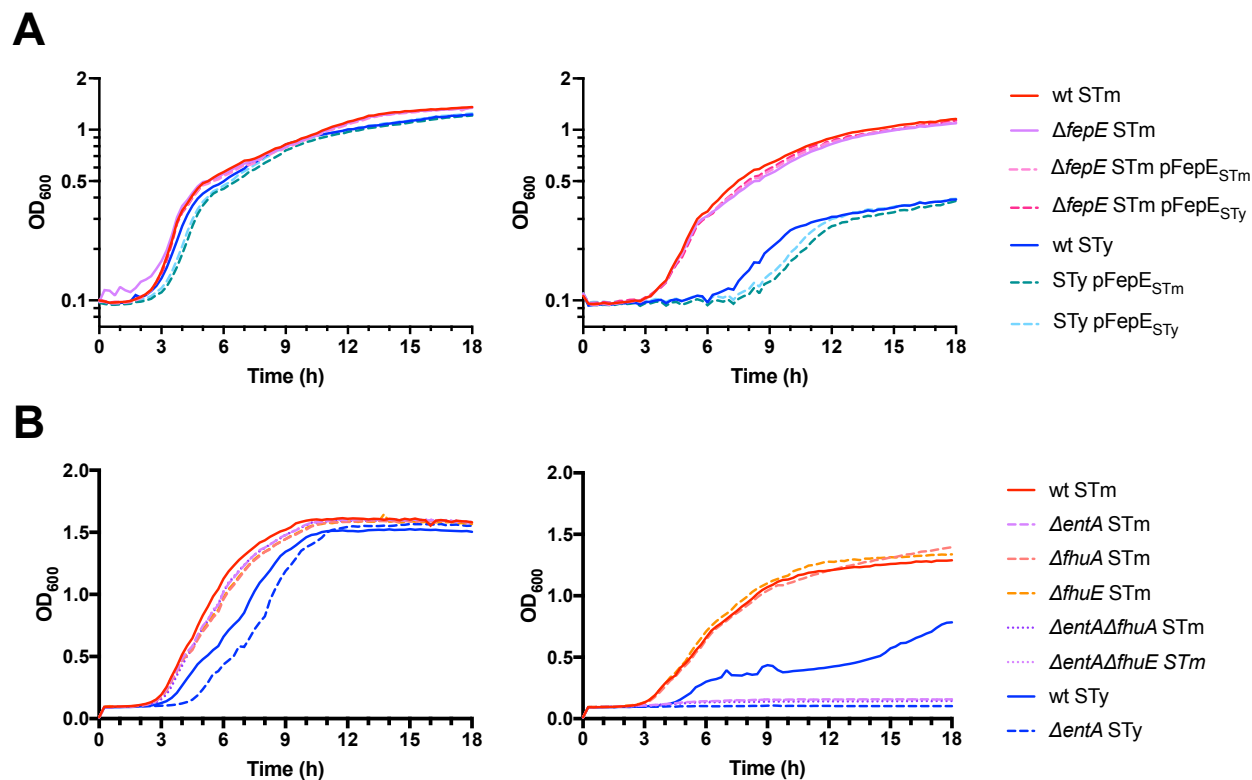 A
2
1
0.5
0.1
OD600
0 3 6 9 12 15 18
Time (h)
2
1
0.5
0.1
OD600
0 3 6 9 12 15 18
Time (h)
wt STm
ΔfepE STm
ΔfepE STm pFepESTm
ΔfepE STm pFepESTy
wt STy
STy pFepESTm
STy pFepESTy
B
2.0
1.5
1.0
0.5
0.0
OD600
0 3 6 9 12 15 18
Time (h)
2.0
1.5
1.0
0.5
0.0
OD600
0 3 6 9 12 15 18
Time (h)
wt STm
ΔentA STm
ΔfhuA STm
ΔfhuE STm
ΔentAΔfhuA STm
ΔentAΔfhuE STm
wt STy
ΔentA STy